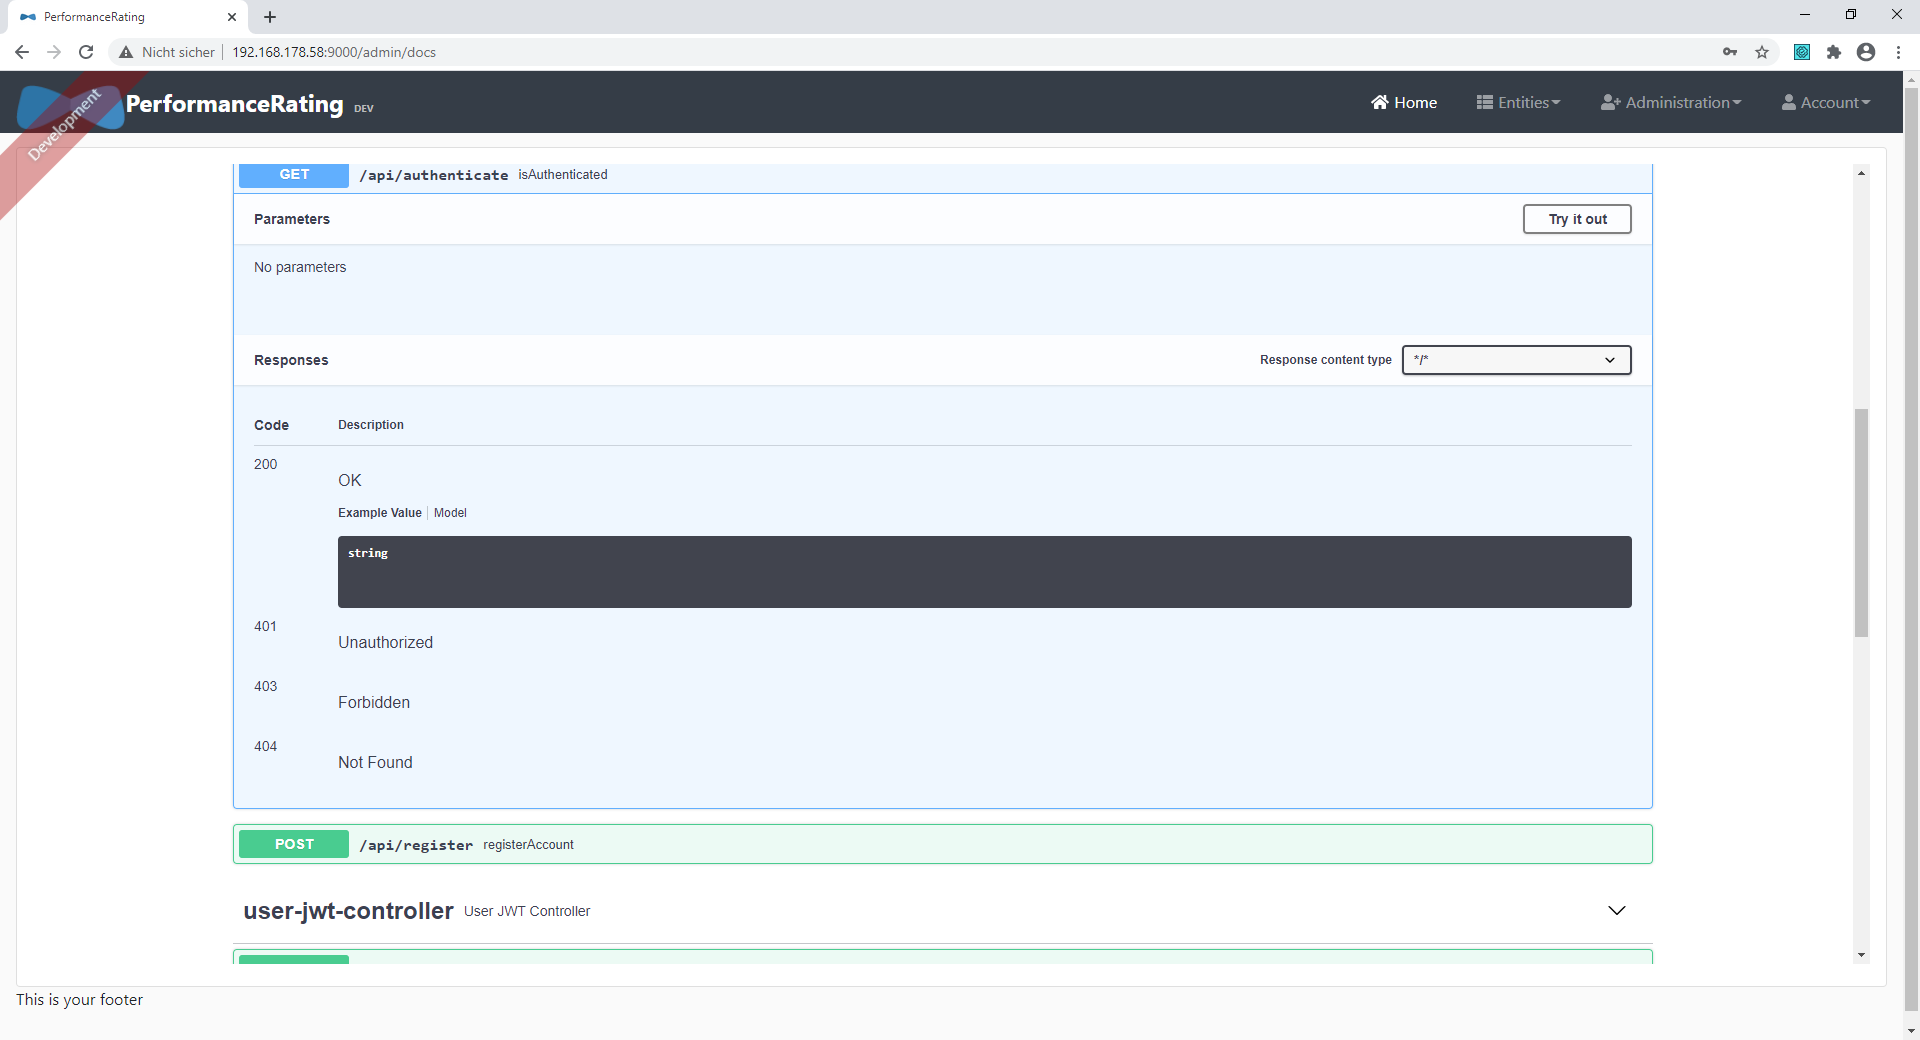 PerformanceRating
Nicht sicher 192.168.178.58:9000/admin/docs
Development
PerformanceRating DEV
Home Entities Administration Account
GET /api/authenticate isAuthenticated
Parameters Try it out
No parameters
Responses Response content type */*
Code Description
200
OK
Example Value Model
string
401
Unauthorized
403
Forbidden
404
Not Found
POST /api/register registerAccount
user-jwt-controller User JWT Controller
This is your footer